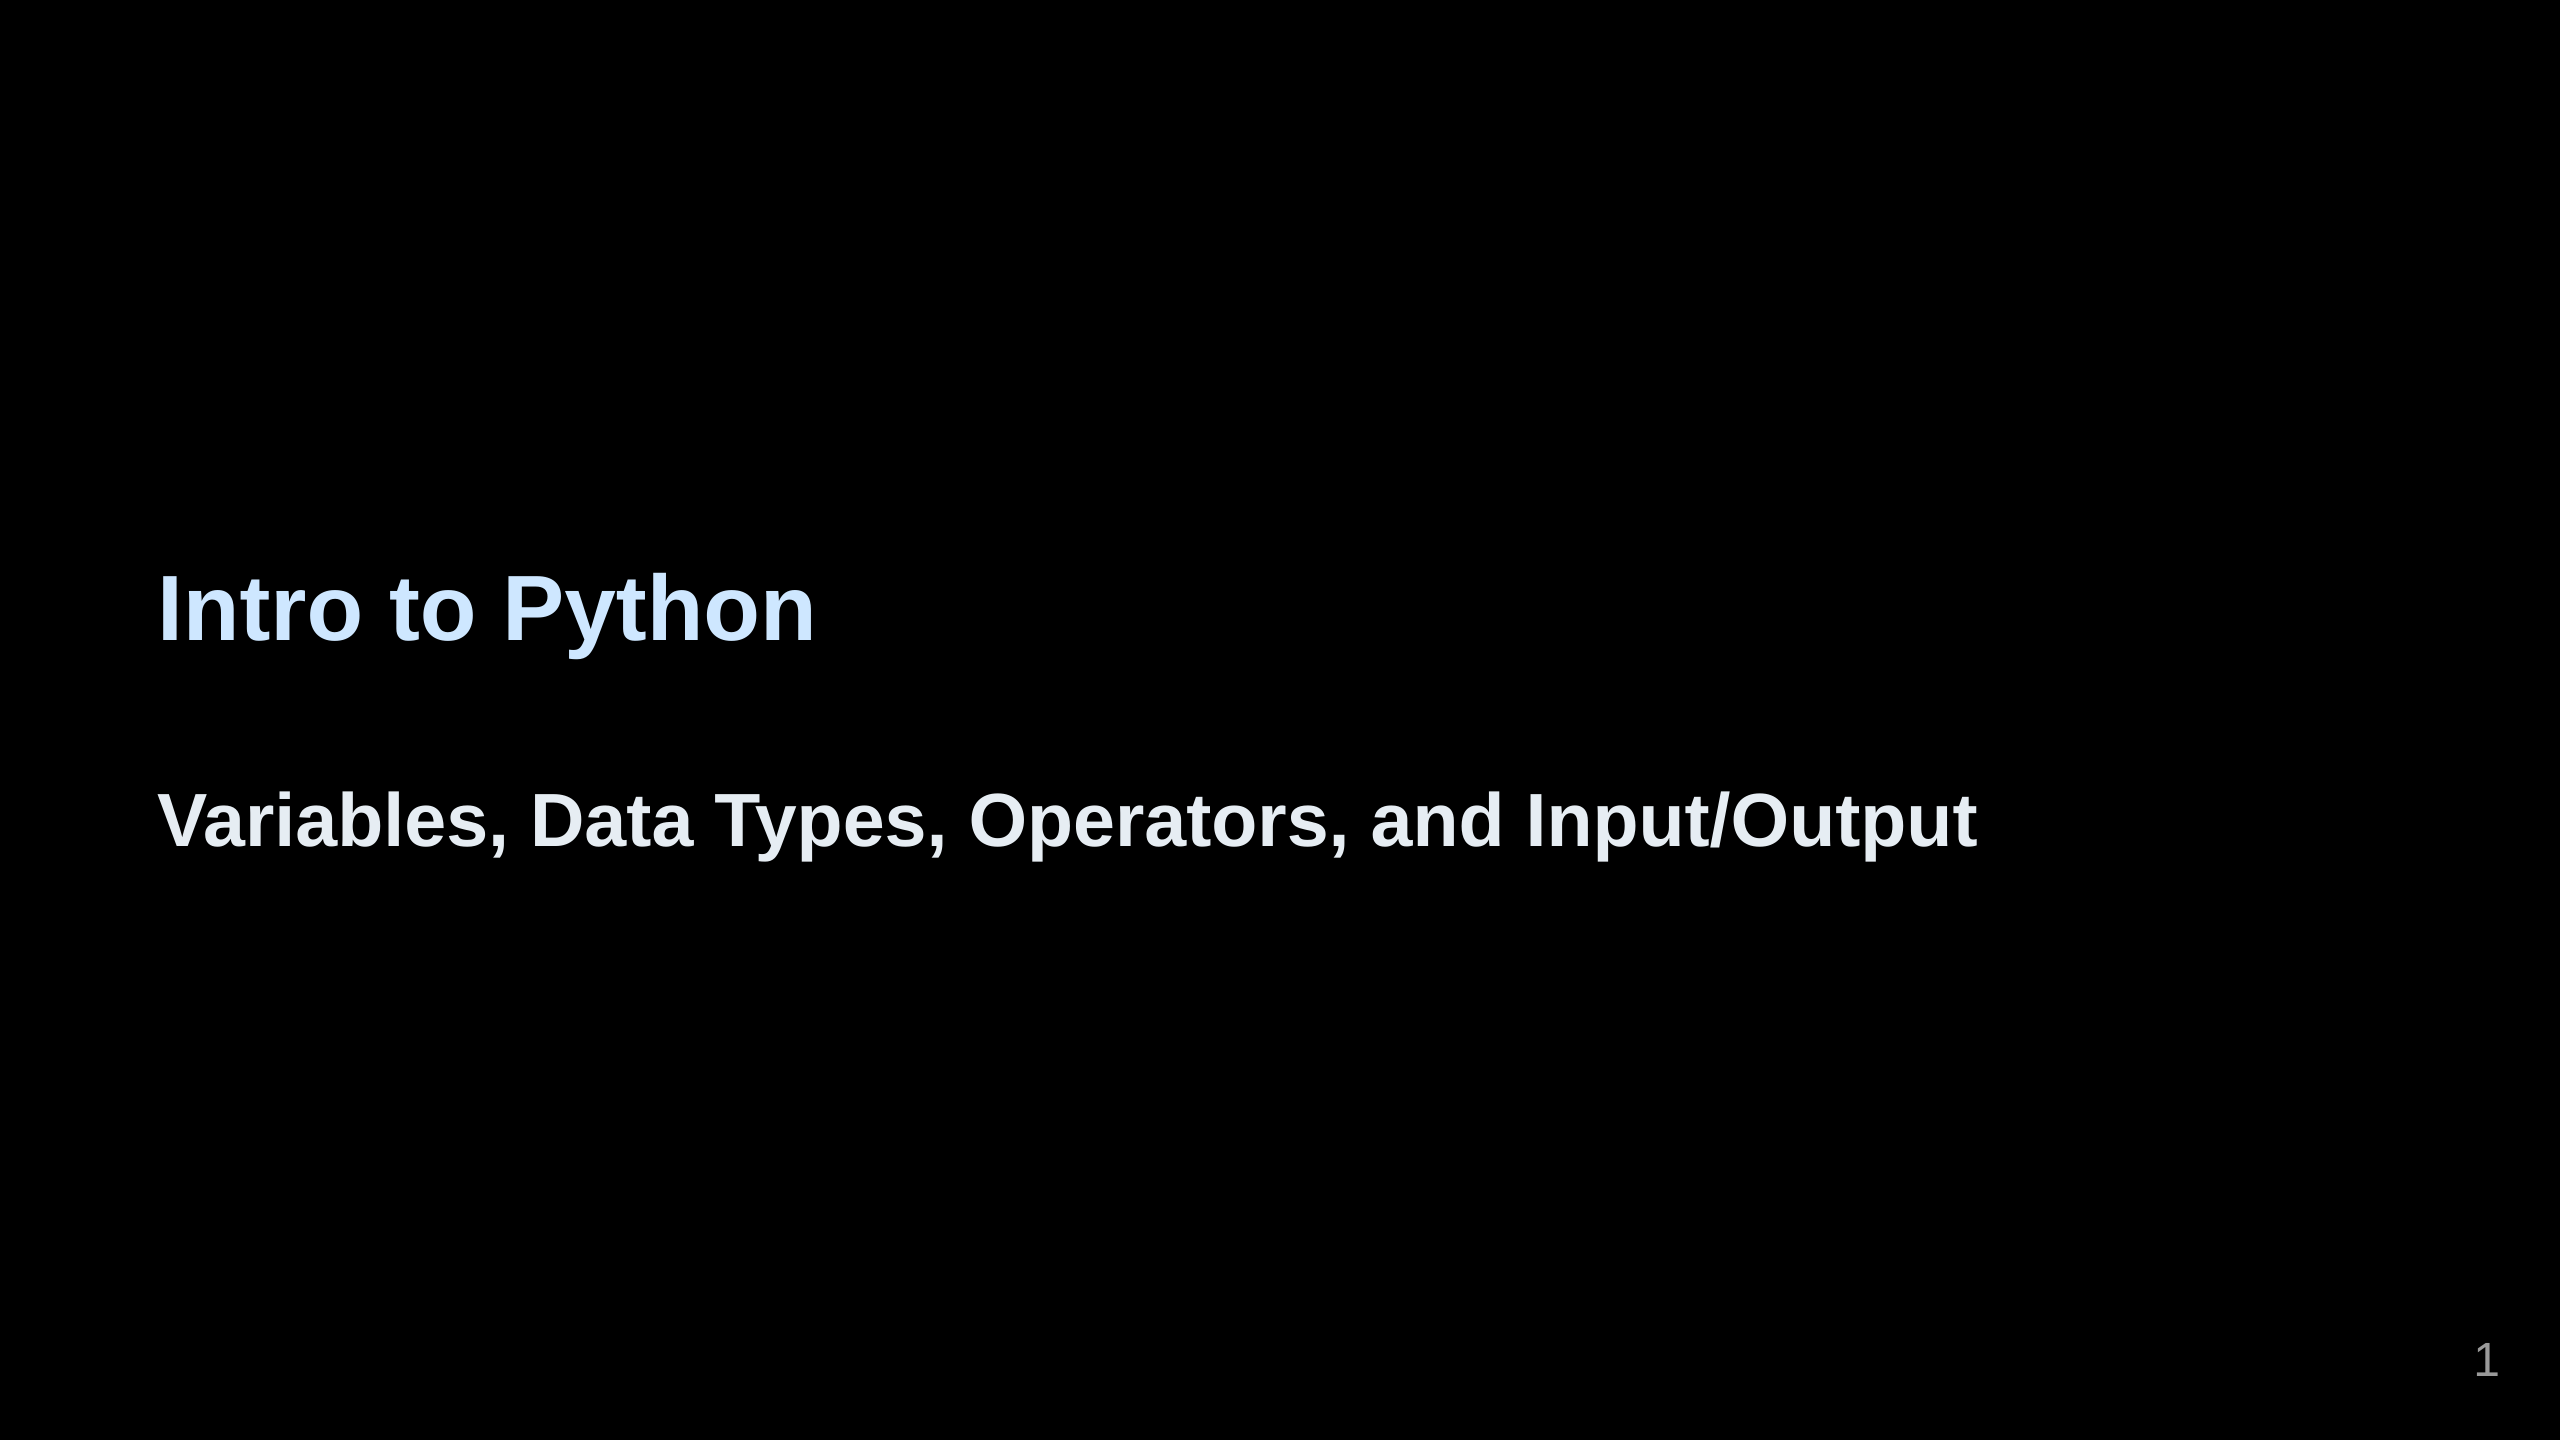 Intro to Python
Variables, Data Types, Operators, and Input/Output
1